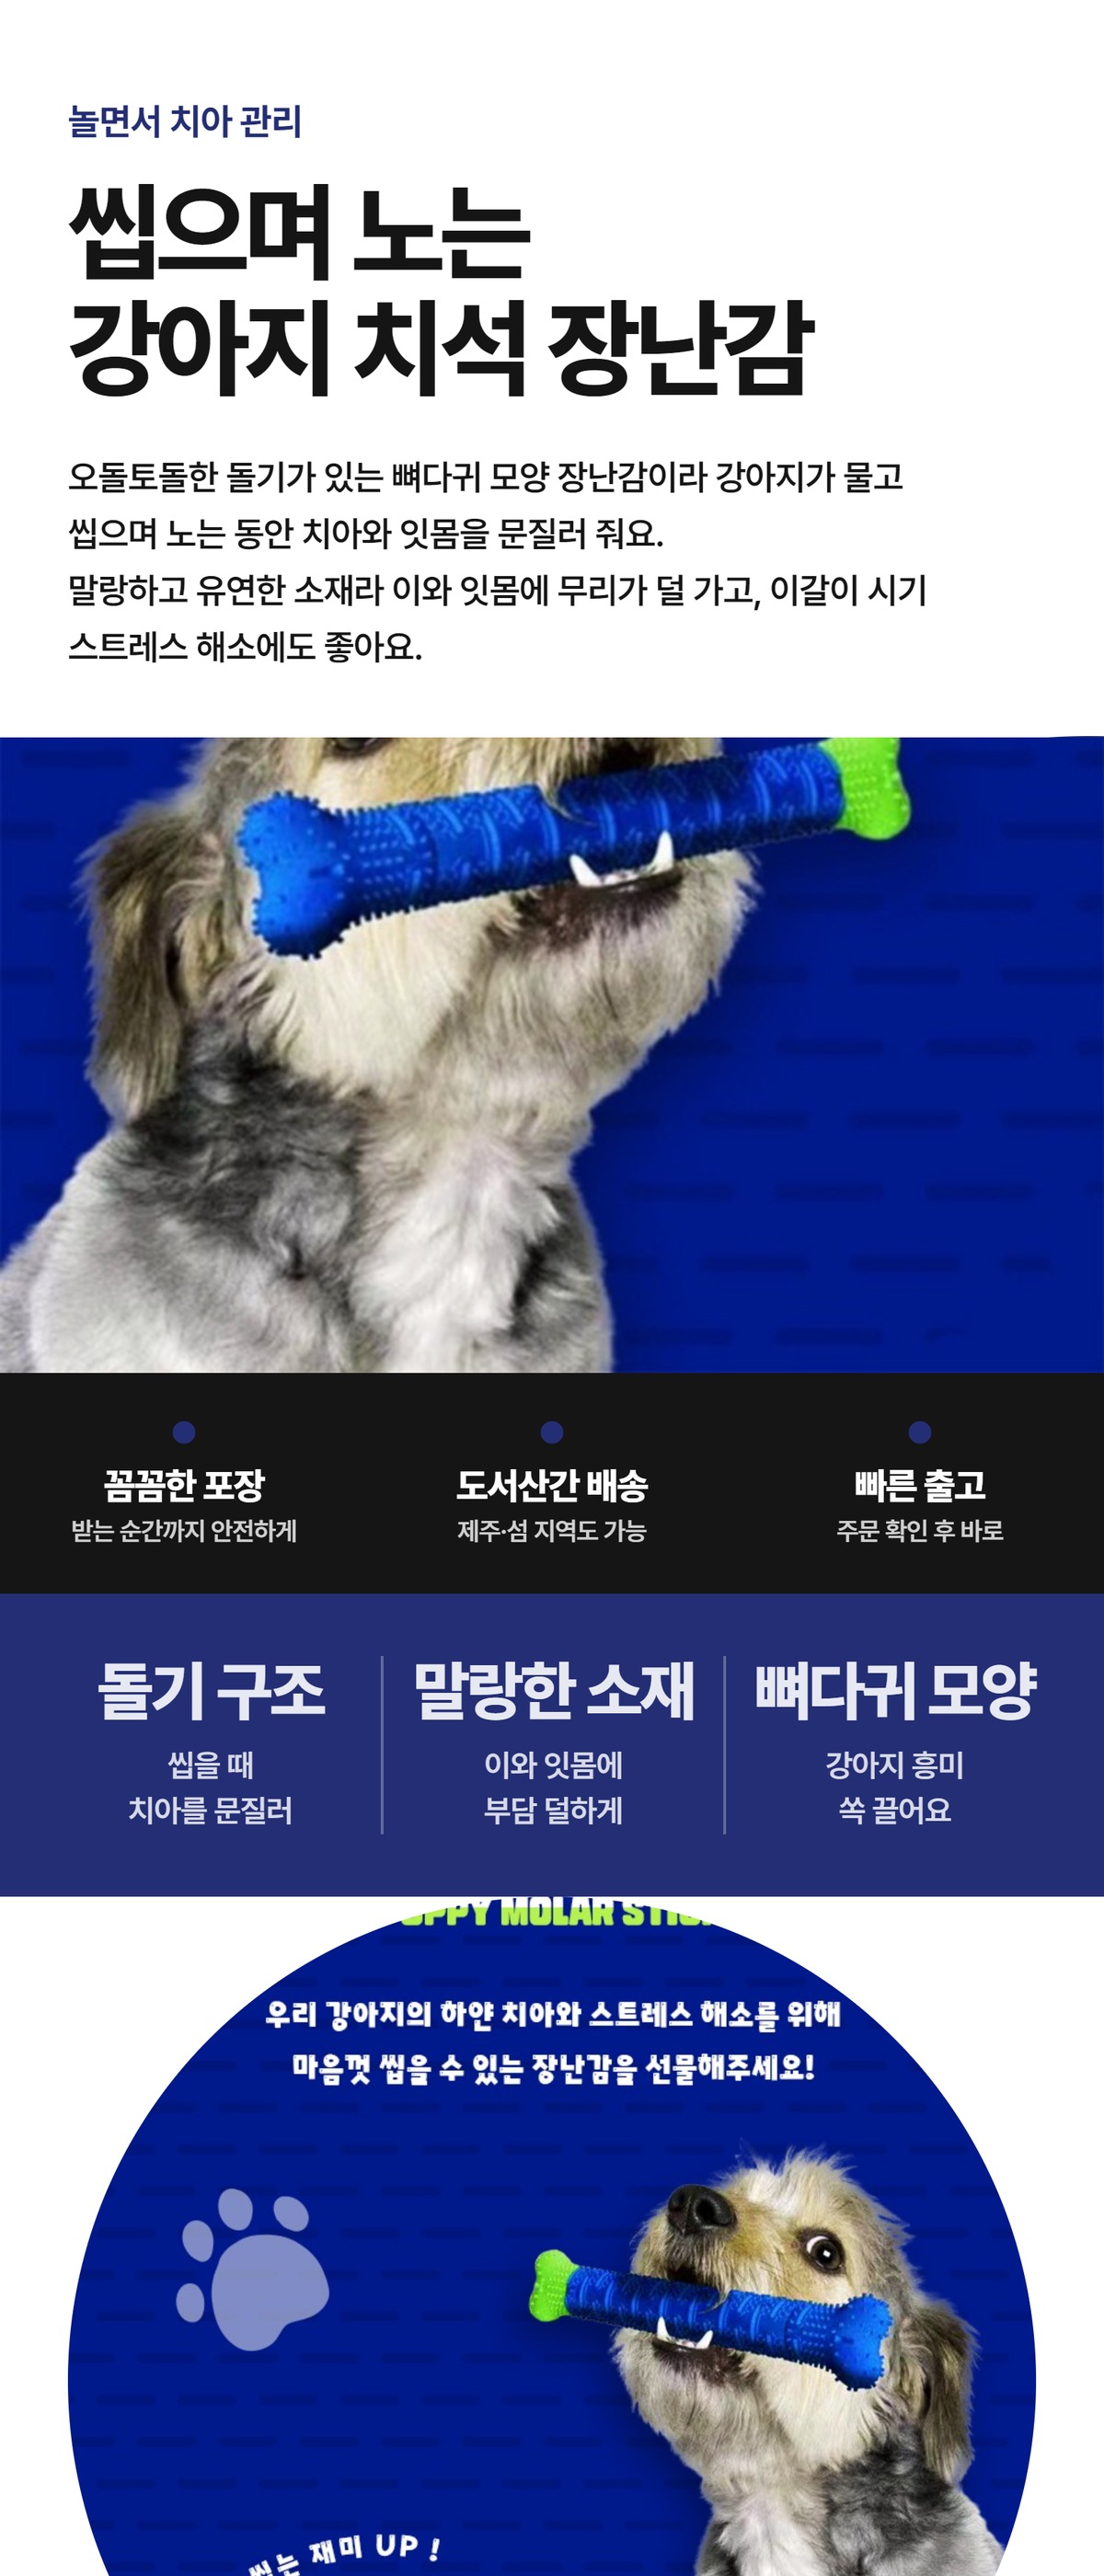 놀면서 치아 관리
씹으며 노는
강아지 치석 장난감
오돌토돌한 돌기가 있는 뼈다귀 모양 장난감이라 강아지가 물고
씹으며 노는 동안 치아와 잇몸을 문질러 줘요.
말랑하고 유연한 소재라 이와 잇몸에 무리가 덜 가고, 이갈이 시기
스트레스 해소에도 좋아요.
꼼꼼한 포장
받는 순간까지 안전하게
도서산간 배송
제주·섬 지역도 가능
빠른 출고
주문 확인 후 바로
돌기 구조
씹을 때
치아를 문질러
말랑한 소재
이와 잇몸에
부담 덜하게
뼈다귀 모양
강아지 흥미
쏙 끌어요
MOLAR
우리 강아지의 하얀 치아와 스트레스 해소를 위해
마음껏 씹을 수 있는 장난감을 선물해주세요!
씹는 재미 UP !